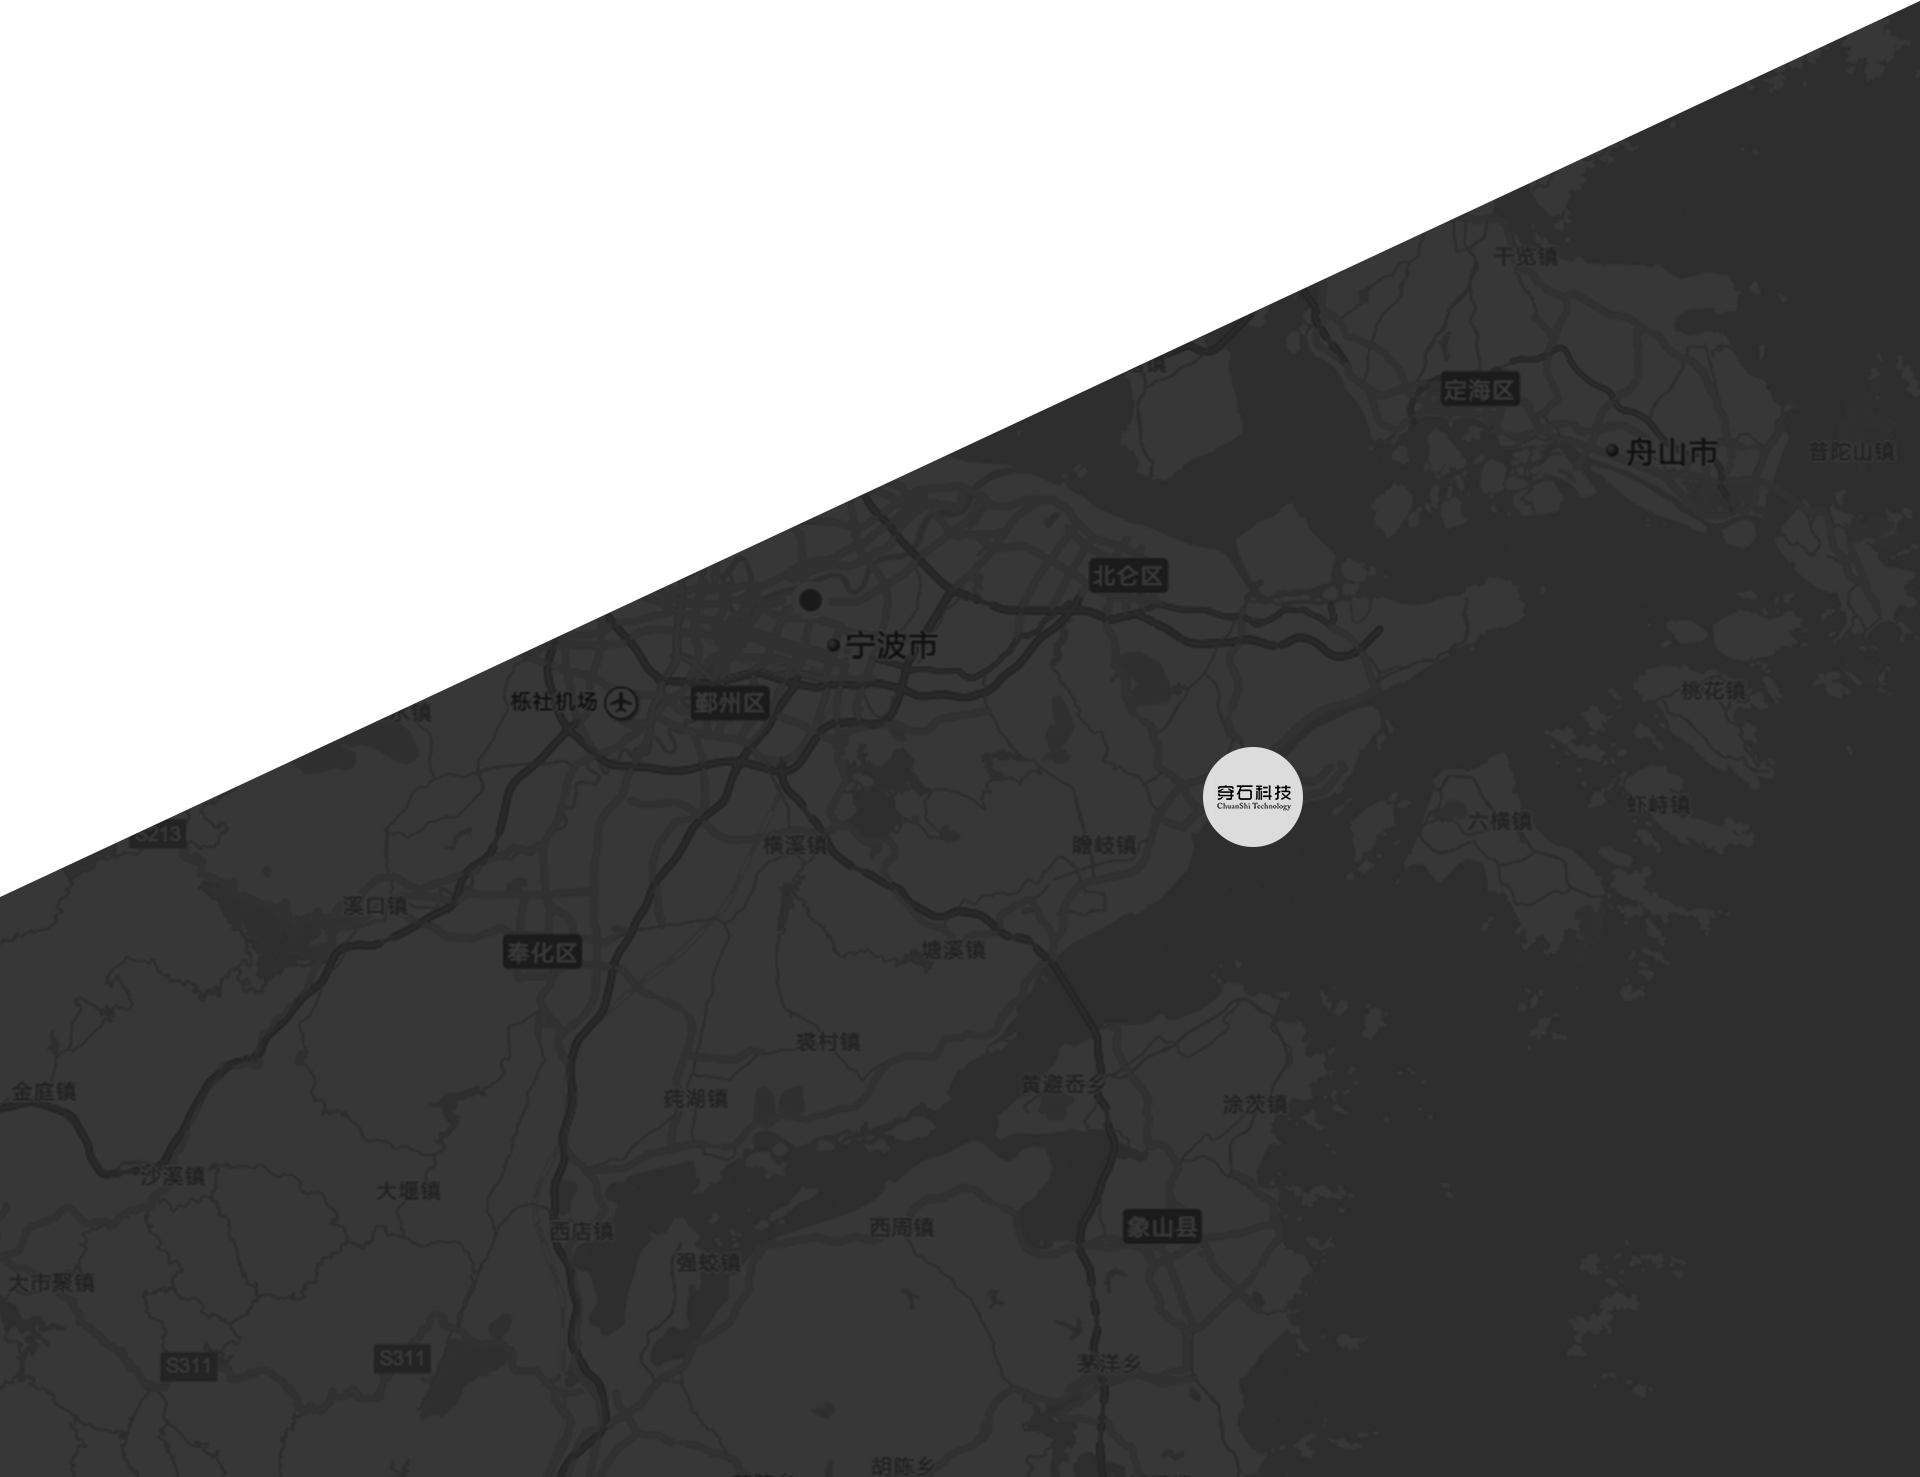 干览镇
定海区
舟山市
普陀山镇
北仑区
宁波市
桃花镇
栎社机场
鄞州区
穿石科技
ChuanShi Technology
虾峙镇
六横镇
S213
横溪镇
瞻岐镇
溪口镇
奉化区
塘溪镇
裘村镇
黄避岙乡
金庭镇
莼湖镇
涂茨镇
沙溪镇
大堰镇
西店镇
西周镇
象山县
强蛟镇
大市聚镇
S311
S311
茅洋乡
胡陈乡